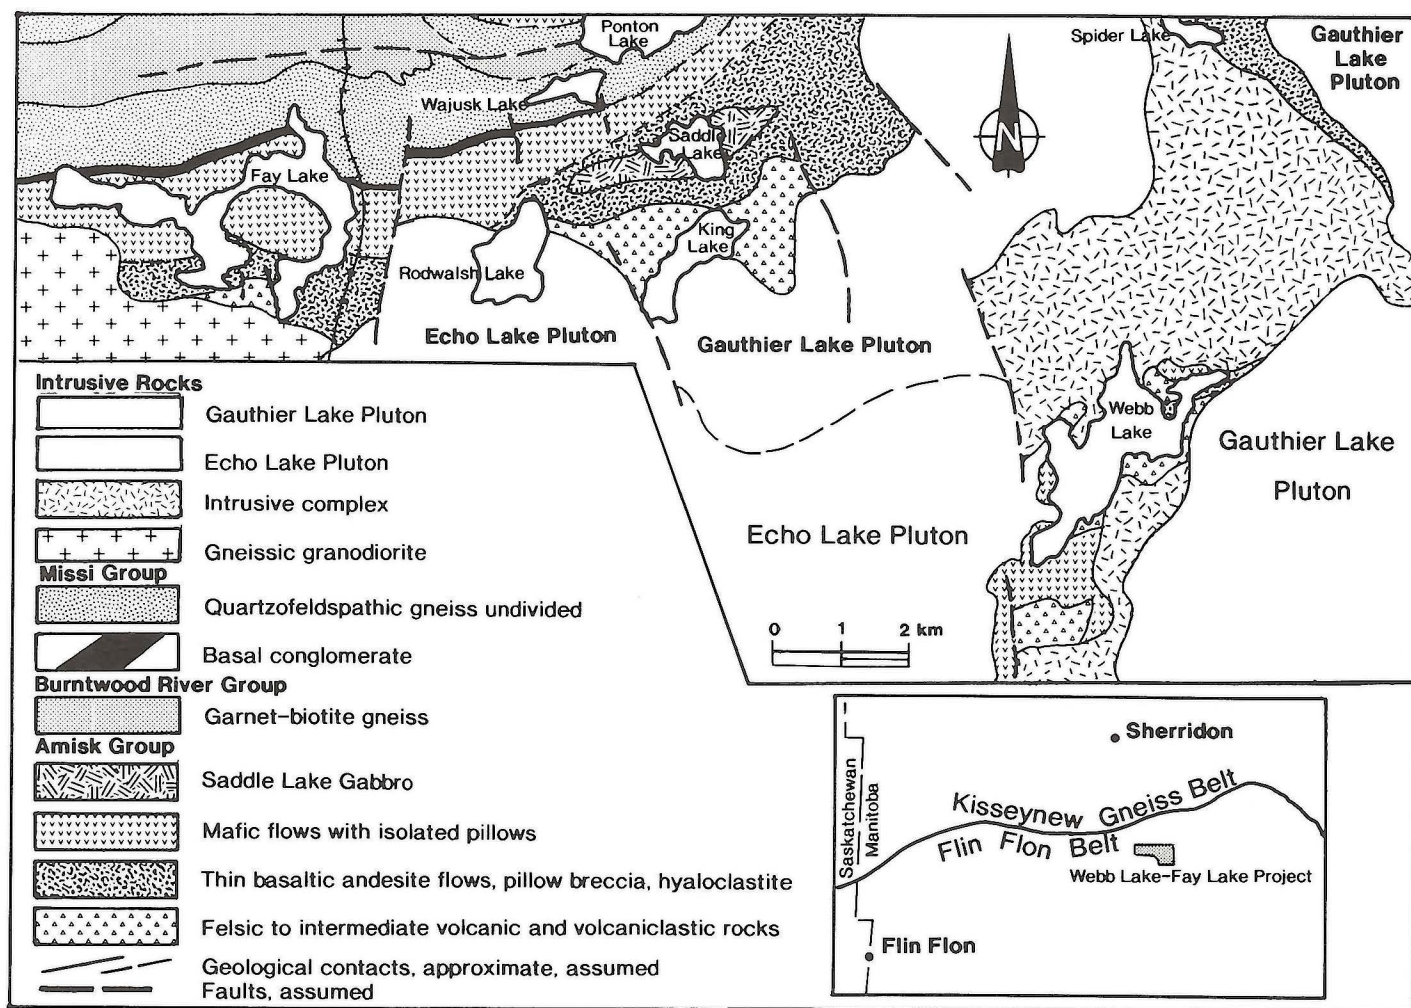 Ponton
Lake
Spider Lake
Gauthier
Lake
Pluton
Wajusk Lake
N
Saddle
Lake
Fay Lake
King
Lake
Rodwalsh Lake
Echo Lake Pluton
Gauthier Lake Pluton
Webb
Lake
Gauthier Lake
Pluton
Echo Lake Pluton
0 1 2 km
Intrusive Rocks
Gauthier Lake Pluton
Echo Lake Pluton
Intrusive complex
Gneissic granodiorite
Missi Group
Quartzofeldspathic gneiss undivided
Basal conglomerate
Burntwood River Group
Garnet-biotite gneiss
Amisk Group
Saddle Lake Gabbro
Mafic flows with isolated pillows
Thin basaltic andesite flows, pillow breccia, hyaloclastite
Felsic to intermediate volcanic and volcaniclastic rocks
Geological contacts, approximate, assumed
Faults, assumed
Sherridon
Saskatchewan
Manitoba
Kisseynew Gneiss Belt
Flin Flon Belt
Webb Lake-Fay Lake Project
Flin Flon